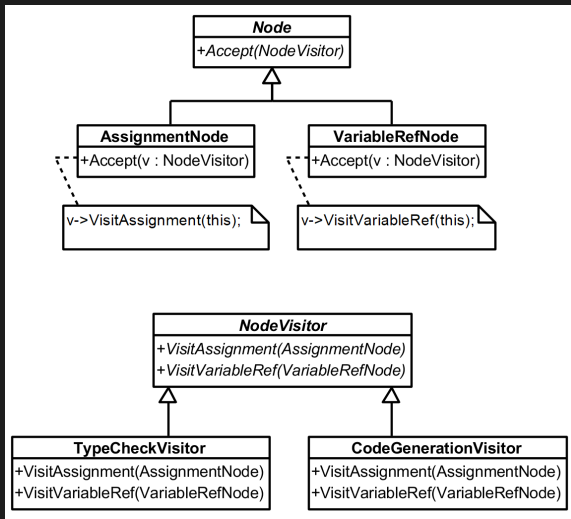 Node
+Accept(NodeVisitor)
AssignmentNode
+Accept(v : NodeVisitor)
VariableRefNode
+Accept(v : NodeVisitor)
v->VisitAssignment(this);
v->VisitVariableRef(this);
NodeVisitor
+VisitAssignment(AssignmentNode)
+VisitVariableRef(VariableRefNode)
TypeCheckVisitor
+VisitAssignment(AssignmentNode)
+VisitVariableRef(VariableRefNode)
CodeGenerationVisitor
+VisitAssignment(AssignmentNode)
+VisitVariableRef(VariableRefNode)